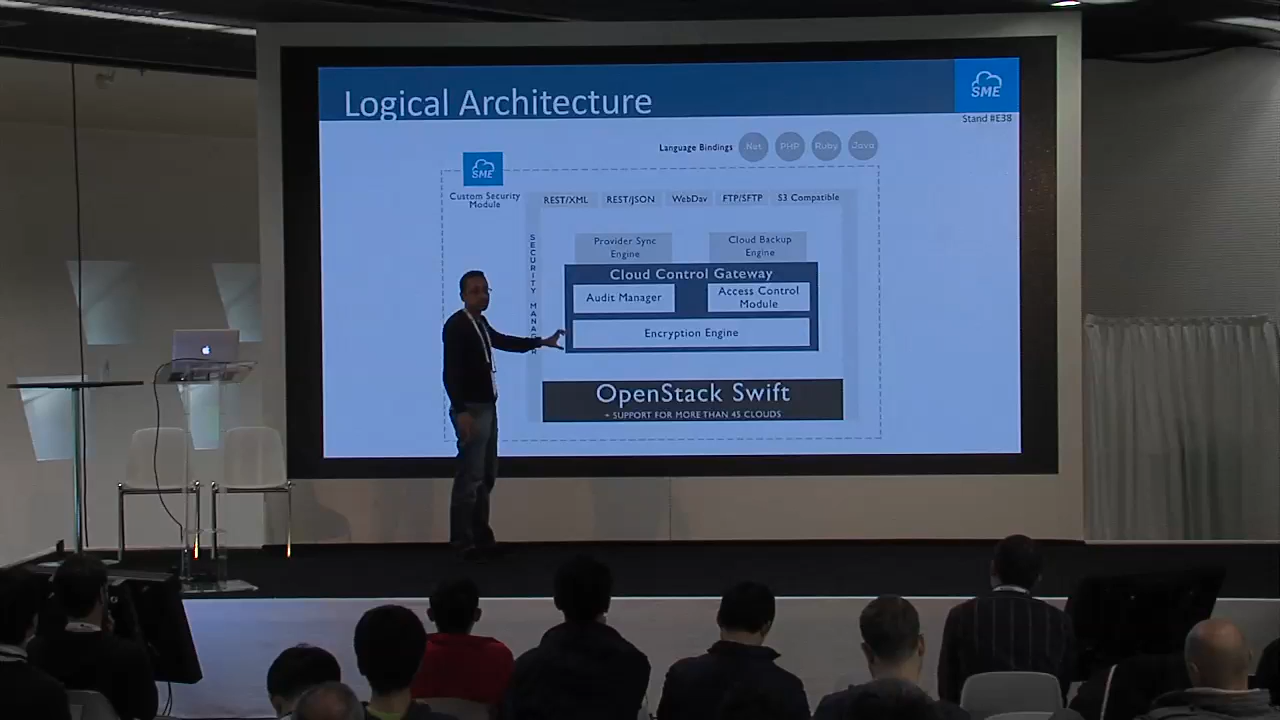 Logical Architecture
SME
Stand #E38
Language Bindings .Net PHP Ruby Java
SME
Custom Security
Module
REST/XML REST/JSON WebDav FTP/SFTP S3 Compatible
SECURITY MANAGER
Provider Sync
Engine
Cloud Backup
Engine
Cloud Control Gateway
Audit Manager
Access Control
Module
Encryption Engine
OpenStack Swift
+ SUPPORT FOR MORE THAN 45 CLOUDS